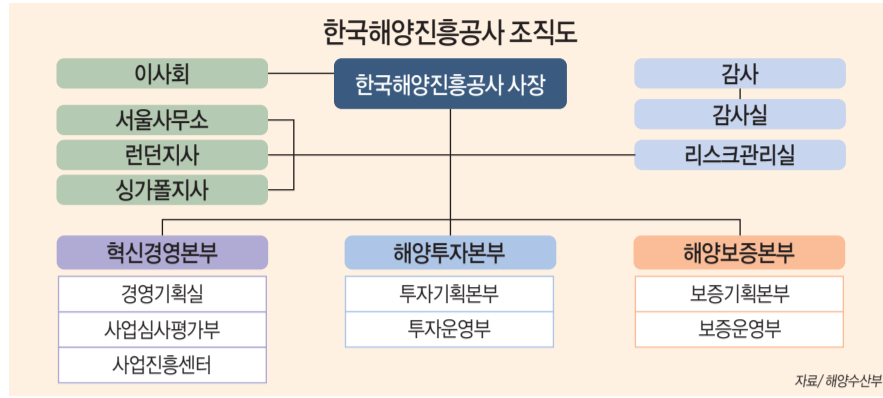 한국해양진흥공사 조직도
이사회
한국해양진흥공사 사장
감사
서울사무소
감사실
런던지사
리스크관리실
싱가폴지사
혁신경영본부
해양투자본부
해양보증본부
경영기획실
투자기획본부
보증기획본부
사업심사평가부
투자운영부
보증운영부
사업진흥센터
자료/해양수산부